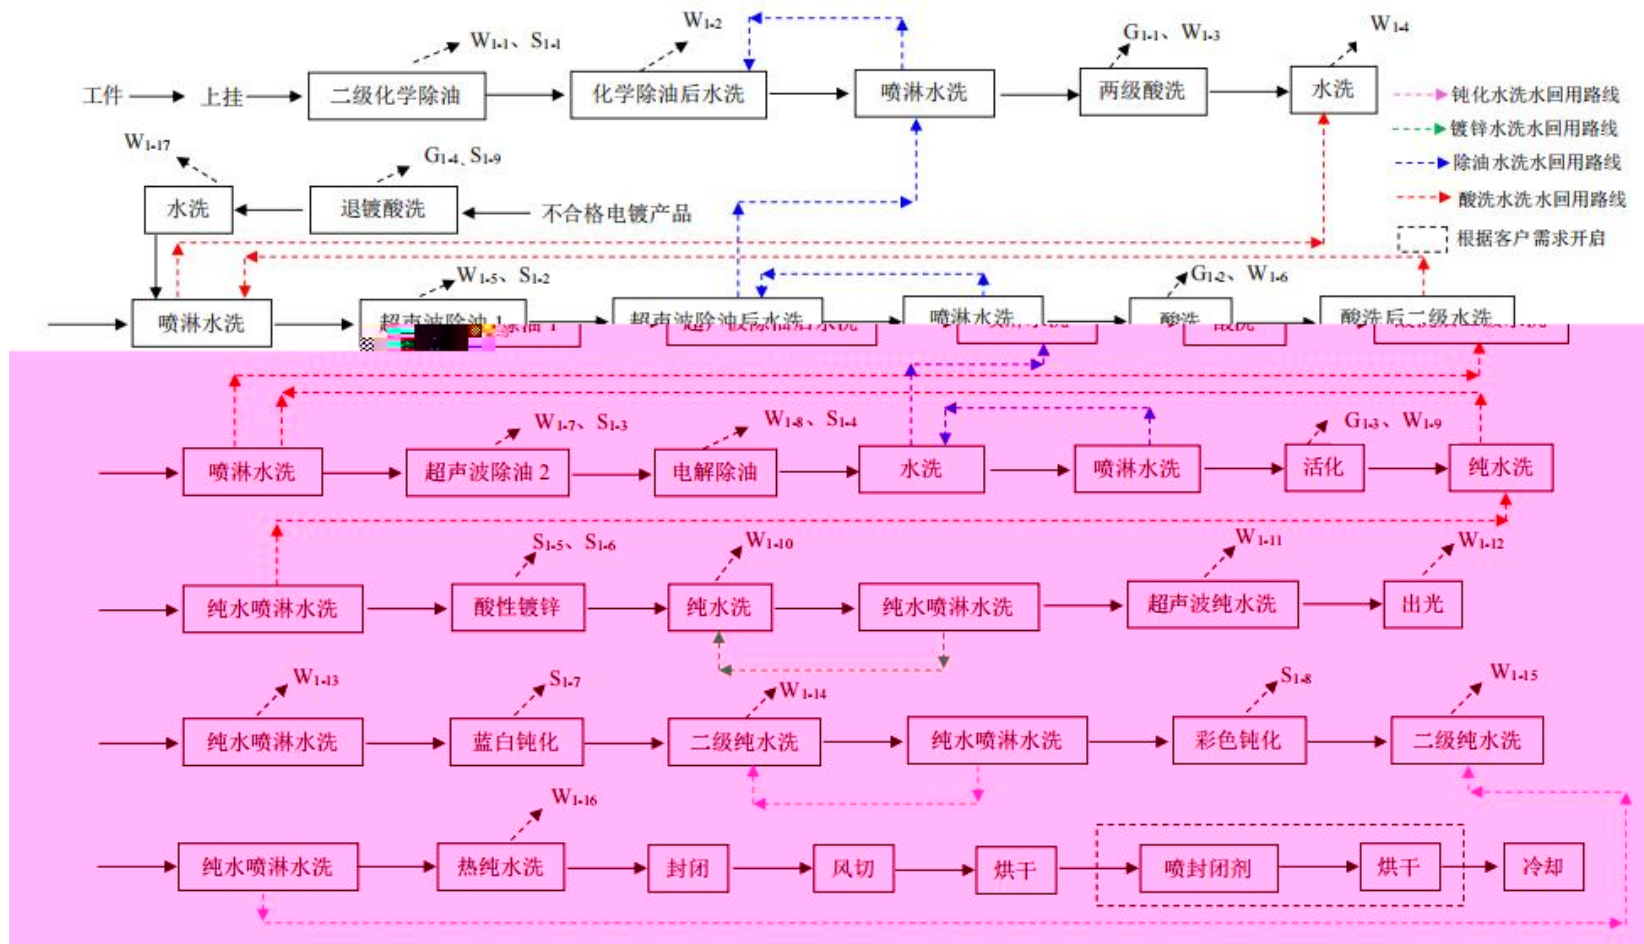 W₁₋₁、S₁₋₁
W₁₋₂
G₁₋₁、W₁₋₃
W₁₋₄
工件 上挂 二级化学除油 化学除油后水洗 喷淋水洗 两级酸洗 水洗
钝化水洗水回用路线
镀锌水洗水回用路线
除油水洗水回用路线
酸洗水洗水回用路线
根据客户需求开启
W₁₋₁₇
G₁₋₄、S₁₋₉
水洗 退镀酸洗 不合格电镀产品
W₁₋₅、S₁₋₂
G₁₋₂、W₁₋₆
喷淋水洗 超声波除油 1 超声波除油后水洗 喷淋水洗 酸洗 酸洗后二级水洗
W₁₋₇、S₁₋₃
W₁₋₈、S₁₋₄
G₁₋₃、W₁₋₉
喷淋水洗 超声波除油 2 电解除油 水洗 喷淋水洗 活化 纯水洗
S₁₋₅、S₁₋₆
W₁₋₁₀
W₁₋₁₁
W₁₋₁₂
纯水喷淋水洗 酸性镀锌 纯水洗 纯水喷淋水洗 超声波纯水洗 出光
W₁₋₁₃
S₁₋₇
W₁₋₁₄
S₁₋₈
W₁₋₁₅
纯水喷淋水洗 蓝白钝化 二级纯水洗 纯水喷淋水洗 彩色钝化 二级纯水洗
W₁₋₁₆
纯水喷淋水洗 热纯水洗 封闭 风切 烘干 喷封闭剂 烘干 冷却